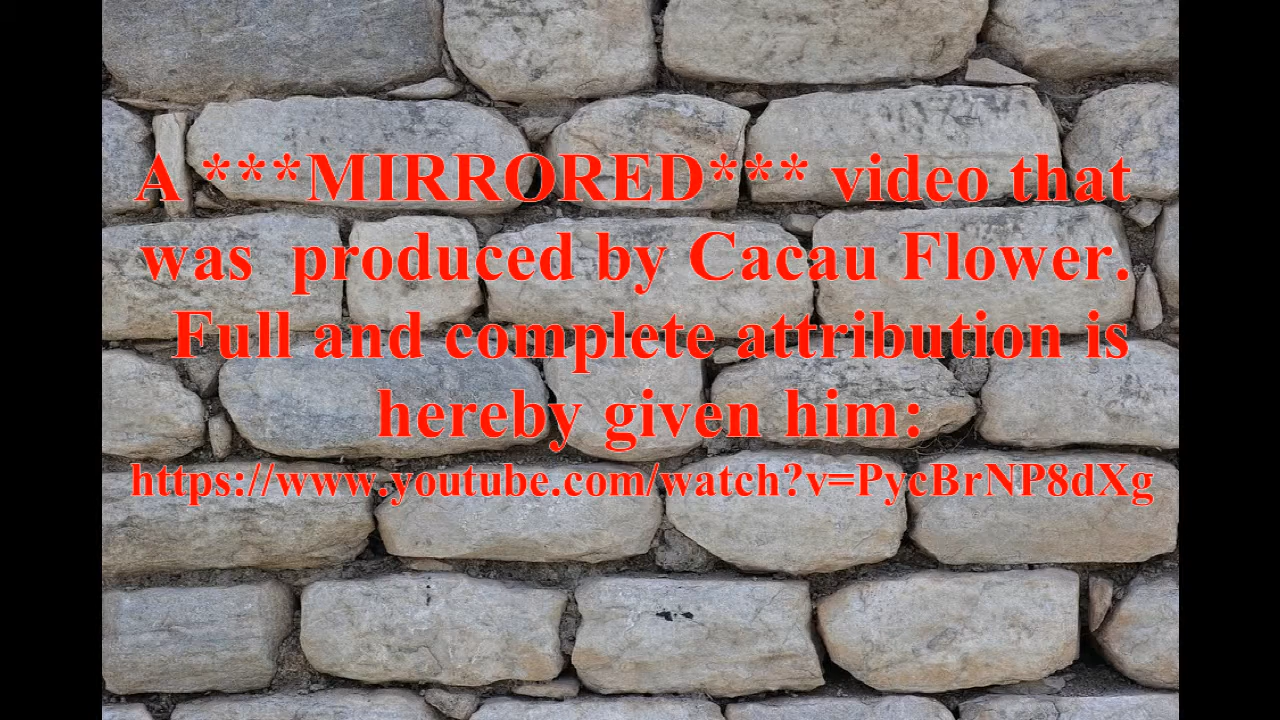 A ***MIRRORED*** video that
was  produced by Cacau Flower.
Full and complete attribution is
hereby given him:
https://www.youtube.com/watch?v=PycBrNP8dXg